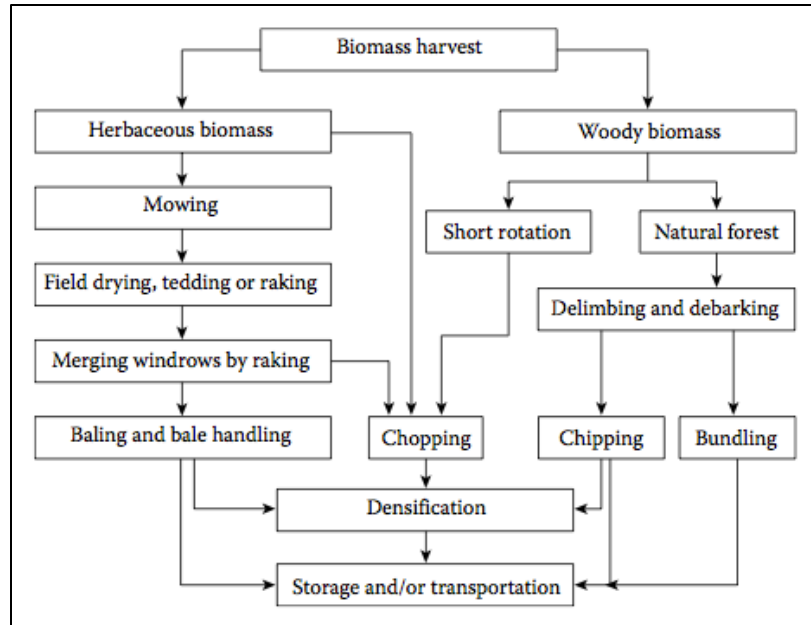 Biomass harvest
Herbaceous biomass
Woody biomass
Mowing
Short rotation
Natural forest
Field drying, tedding or raking
Delimbing and debarking
Merging windrows by raking
Baling and bale handling
Chopping
Chipping
Bundling
Densification
Storage and/or transportation